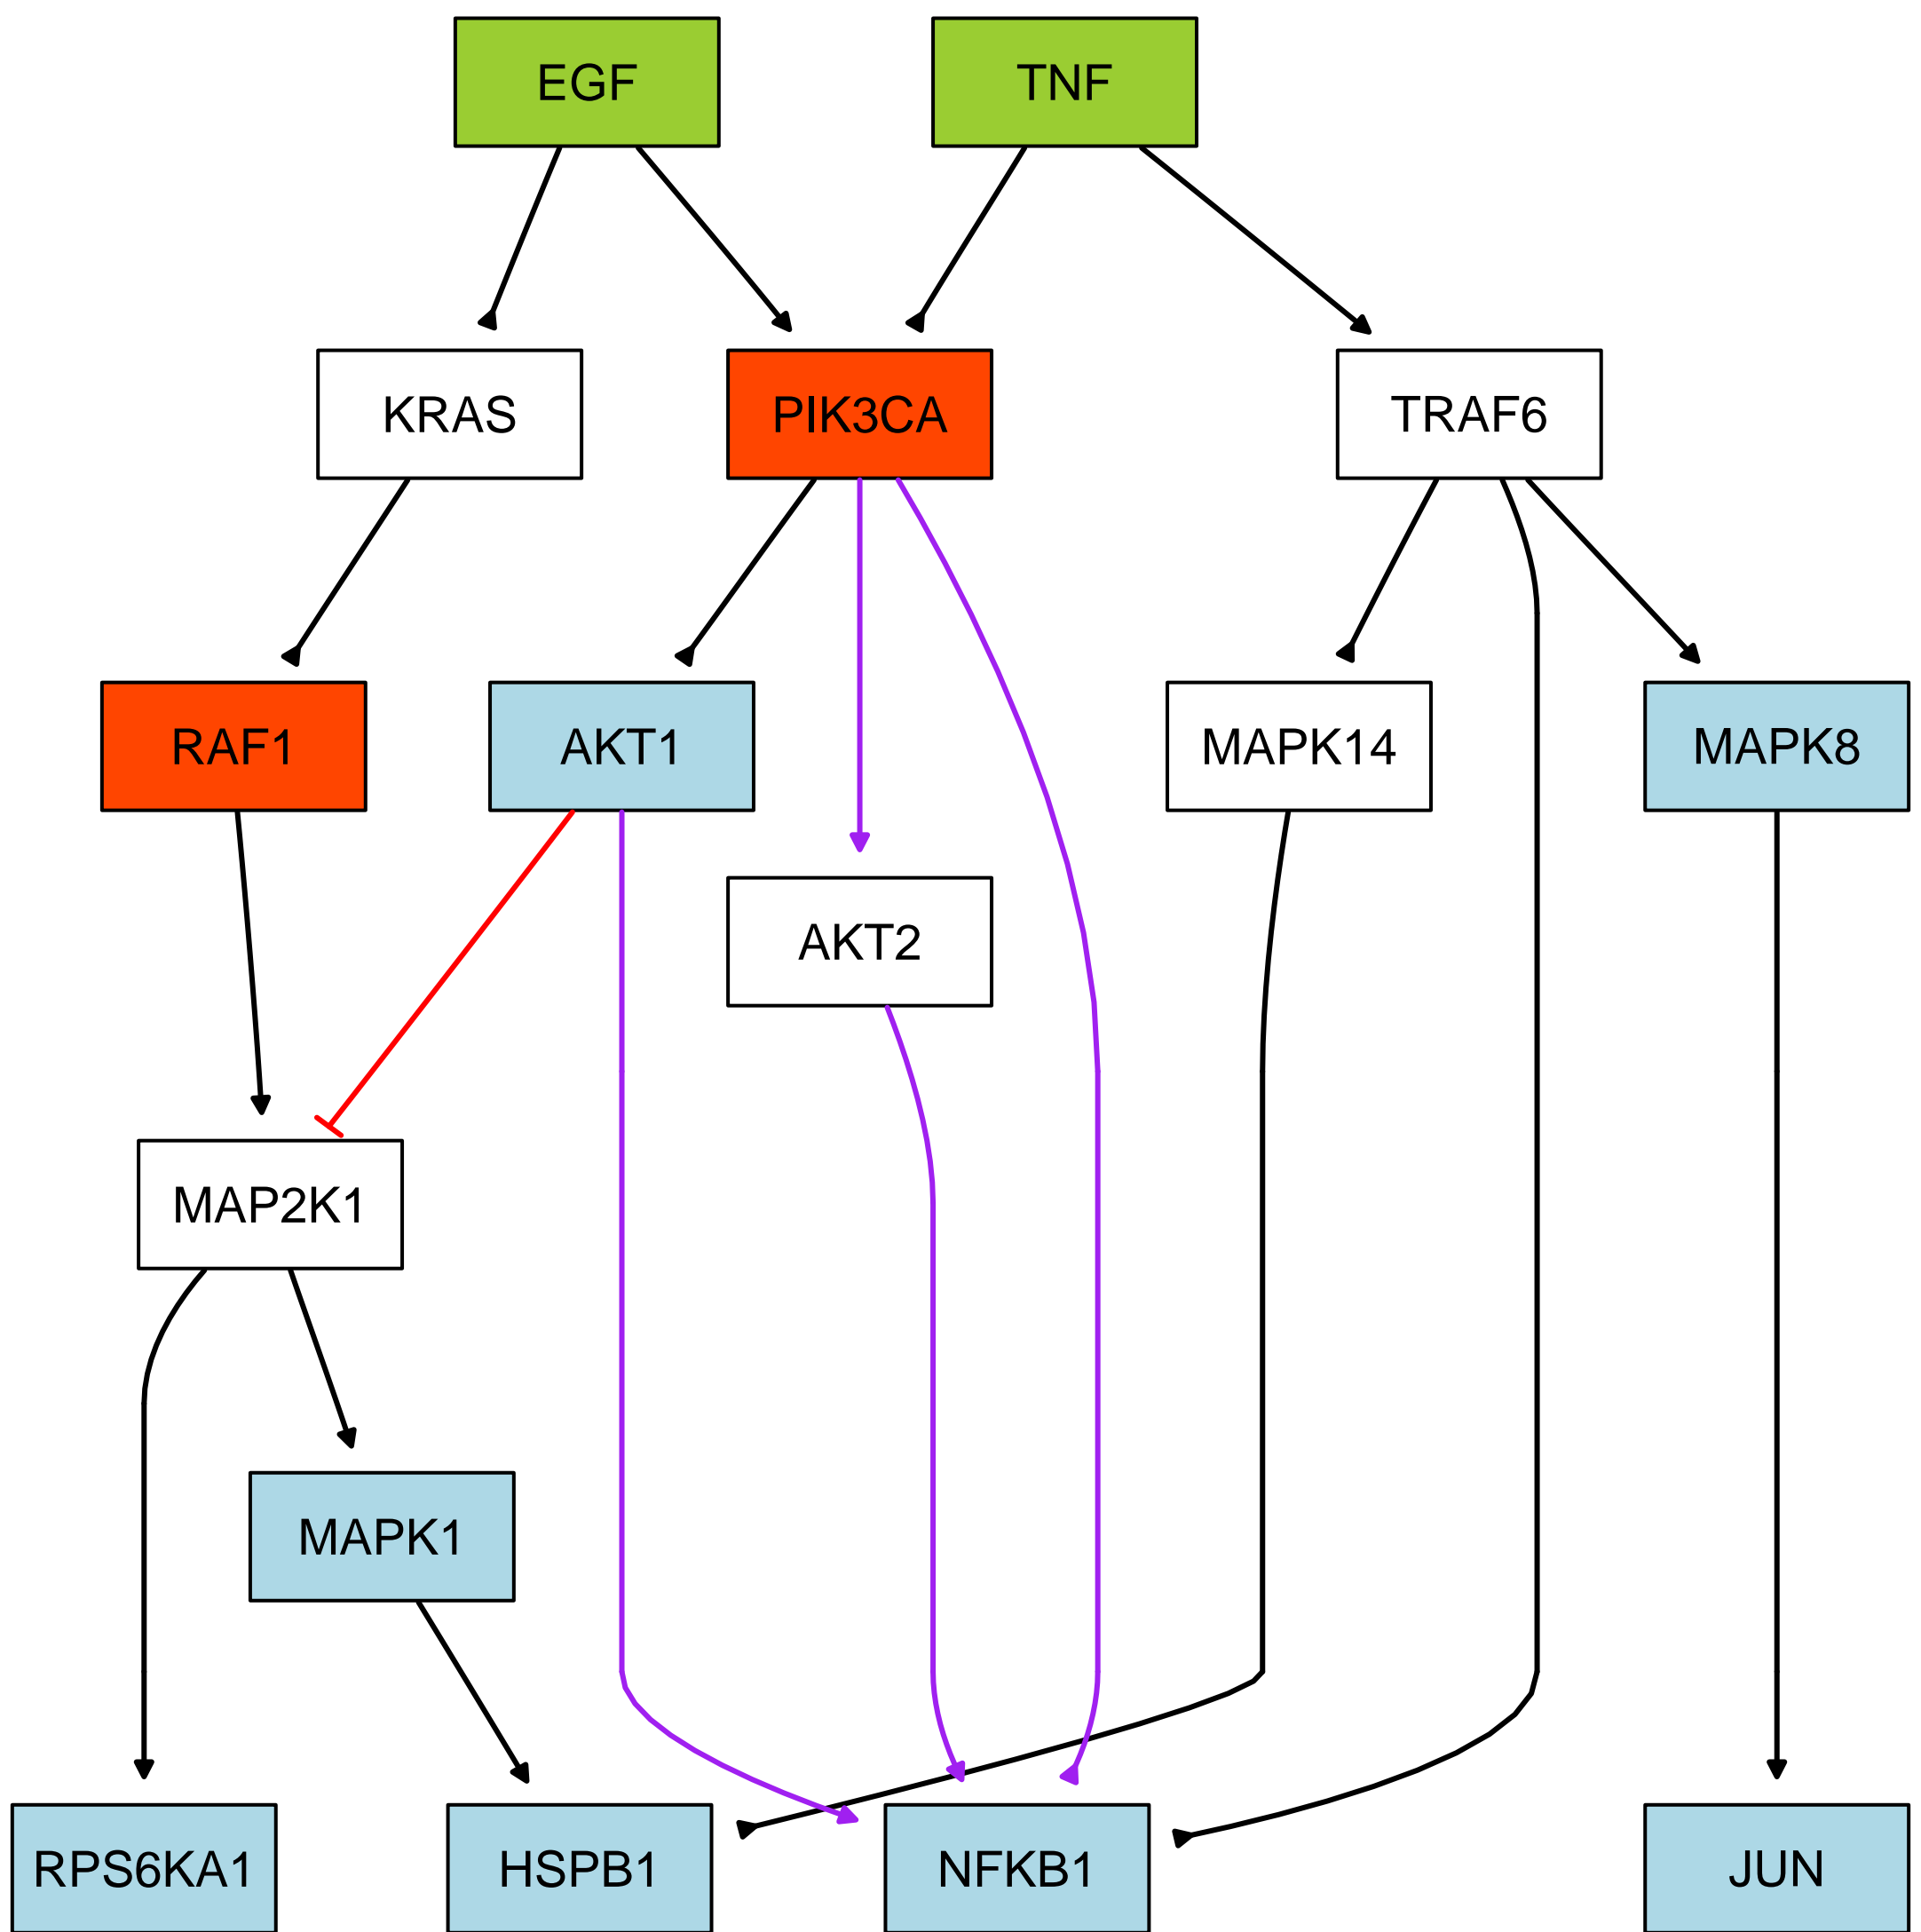 EGF
TNF
KRAS
PIK3CA
TRAF6
RAF1
AKT1
MAPK14
MAPK8
AKT2
MAP2K1
MAPK1
RPS6KA1
HSPB1
NFKB1
JUN